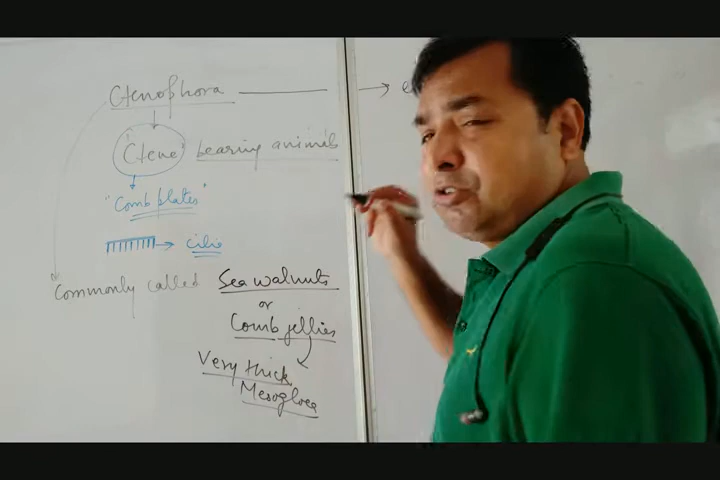 Ctenophora
"Ctene" bearing animals
"Comb plates"
cilia
Commonly called Sea walnuts
or
Comb jellies
Very thick
Mesogloea